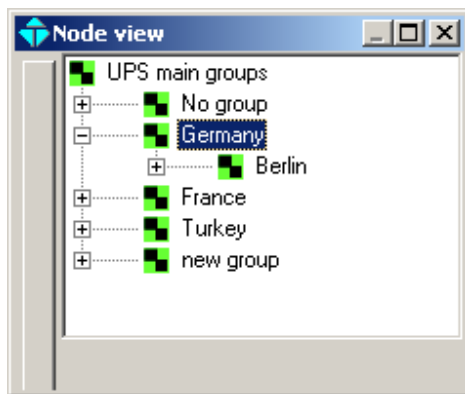 Node view
UPS main groups
No group
Germany
Berlin
France
Turkey
new group